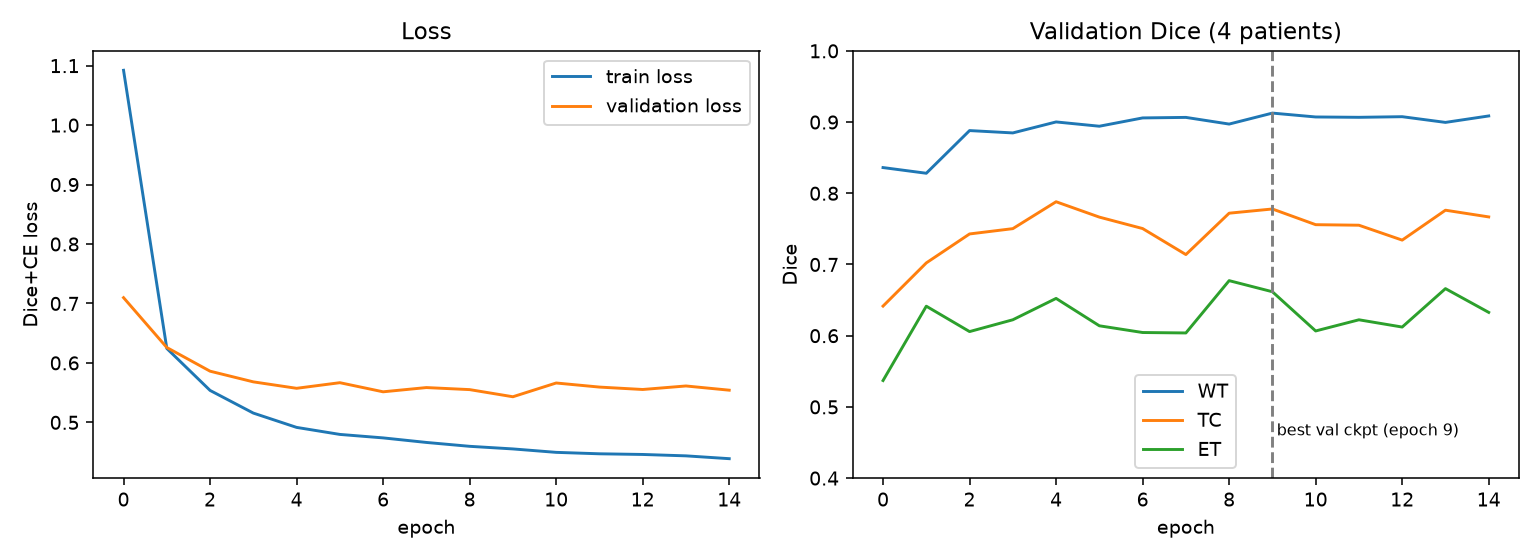 Loss
1.1
1.0
0.9
0.8
0.7
0.6
0.5
Dice+CE loss
train loss
validation loss
0 2 4 6 8 10 12 14
epoch
Validation Dice (4 patients)
1.0
0.9
0.8
0.7
0.6
0.5
0.4
Dice
WT
TC
ET
best val ckpt (epoch 9)
0 2 4 6 8 10 12 14
epoch